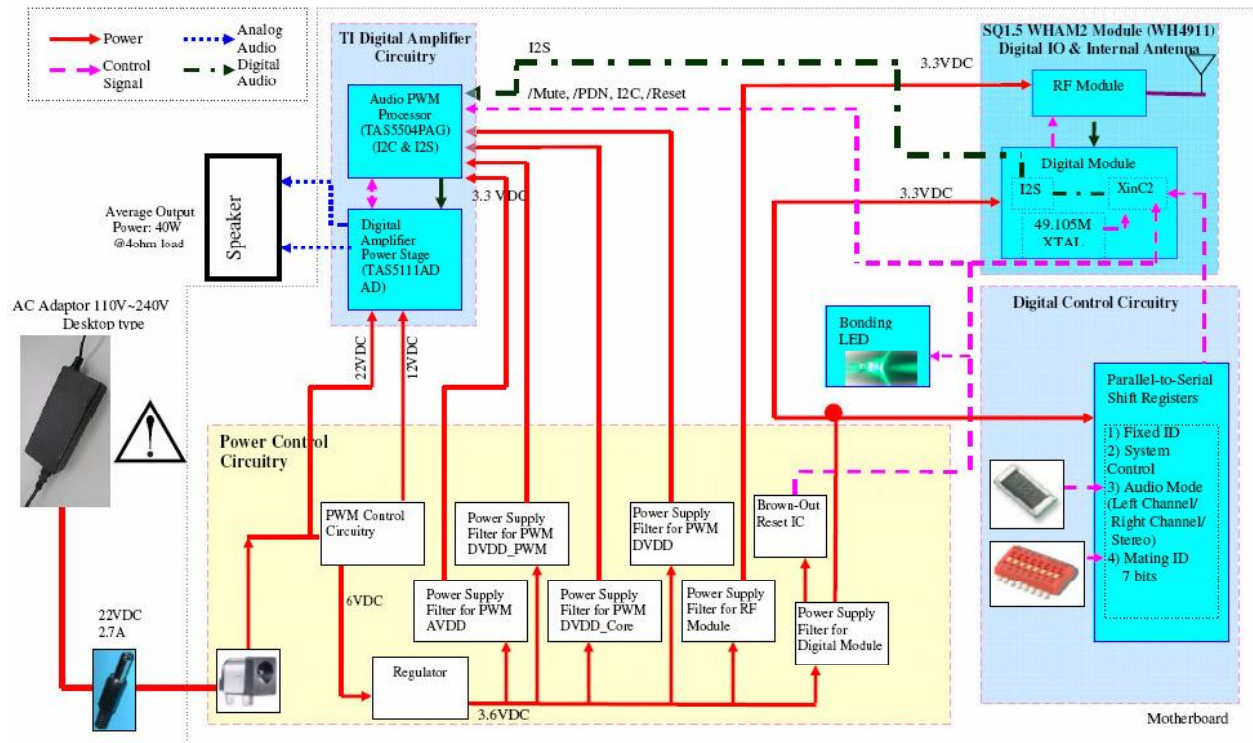 Power
Analog
Audio
Control
Signal
Digital
Audio
TI Digital Amplifier
Circuitry
Audio PWM
Processor
(TAS5504PAG)
(I2C & I2S)
Digital
Amplifier
Power Stage
(TAS5111AD
AD)
I2S
/Mute, /PDN, I2C, /Reset
3.3 VDC
SQ1.5 WHAM2 Module (WH4911)
Digital IO & Internal Antenna
3.3VDC
RF Module
Digital Module
I2S
XinC2
49.105M
XTAL
3.3VDC
Speaker
Average Output
Power: 40W
@4ohm load
AC Adaptor 110V~240V
Desktop type
22VDC
2.7A
22VDC
12VDC
Bonding
LED
Digital Control Circuitry
Parallel-to-Serial
Shift Registers
1) Fixed ID
2) System
Control
3) Audio Mode
(Left Channel/
Right Channel/
Stereo)
4) Mating ID
7 bits
Power Control
Circuitry
PWM Control
Circuitry
6VDC
Regulator
3.6VDC
Power Supply
Filter for PWM
DVDD_PWM
Power Supply
Filter for PWM
AVDD
Power Supply
Filter for PWM
DVDD_Core
Power Supply
Filter for PWM
DVDD
Power Supply
Filter for RF
Module
Brown-Out
Reset IC
Power Supply
Filter for
Digital Module
Motherboard